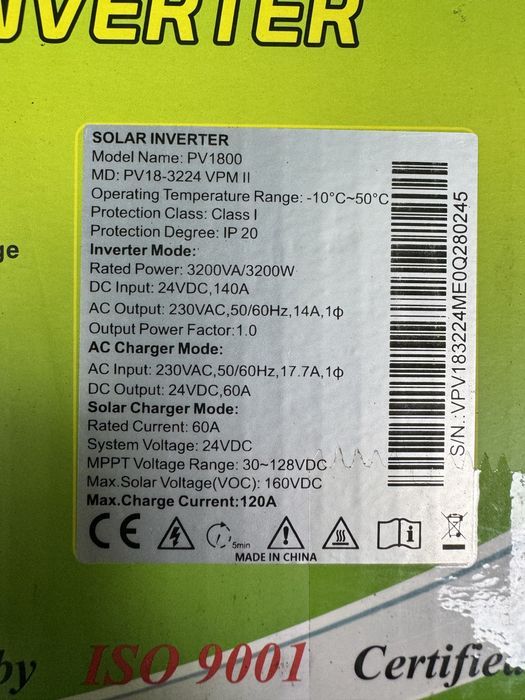 INVERTER
SOLAR INVERTER
Model Name: PV1800
MD: PV18-3224 VPM II
Operating Temperature Range: -10°C~50°C
Protection Class: Class I
Protection Degree: IP 20
Inverter Mode:
Rated Power: 3200VA/3200W
DC Input: 24VDC,140A
AC Output: 230VAC,50/60Hz,14A,1ф
Output Power Factor:1.0
AC Charger Mode:
AC Input: 230VAC,50/60Hz,17.7A,1ф
DC Output: 24VDC,60A
Solar Charger Mode:
Rated Current: 60A
System Voltage: 24VDC
MPPT Voltage Range: 30~128VDC
Max.Solar Voltage(VOC): 160VDC
Max.Charge Current:120A
S/N.:VPV183224ME0Q280245
CE
5min
MADE IN CHINA
by ISO 9001 Certifie